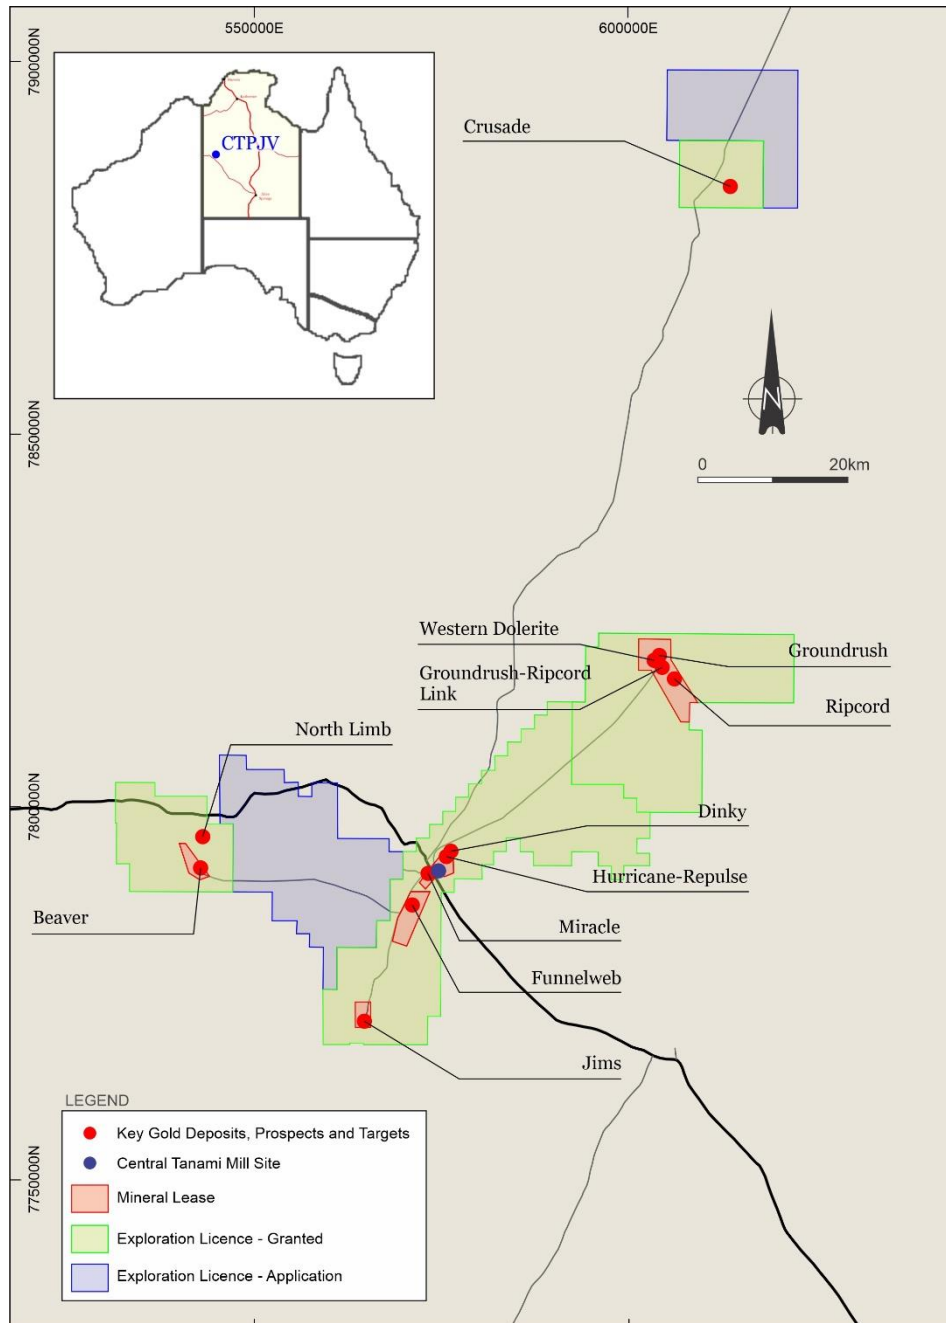 550000E
600000E
7900000N
CTPJV
Crusade
7850000N
N
0
20km
Western Dolerite
Groundrush
Groundrush-Ripcord
Link
Ripcord
North Limb
7800000N
Dinky
Hurricane-Repulse
Beaver
Miracle
Funnelweb
Jims
LEGEND
Key Gold Deposits, Prospects and Targets
Central Tanami Mill Site
Mineral Lease
Exploration Licence - Granted
Exploration Licence - Application
7750000N